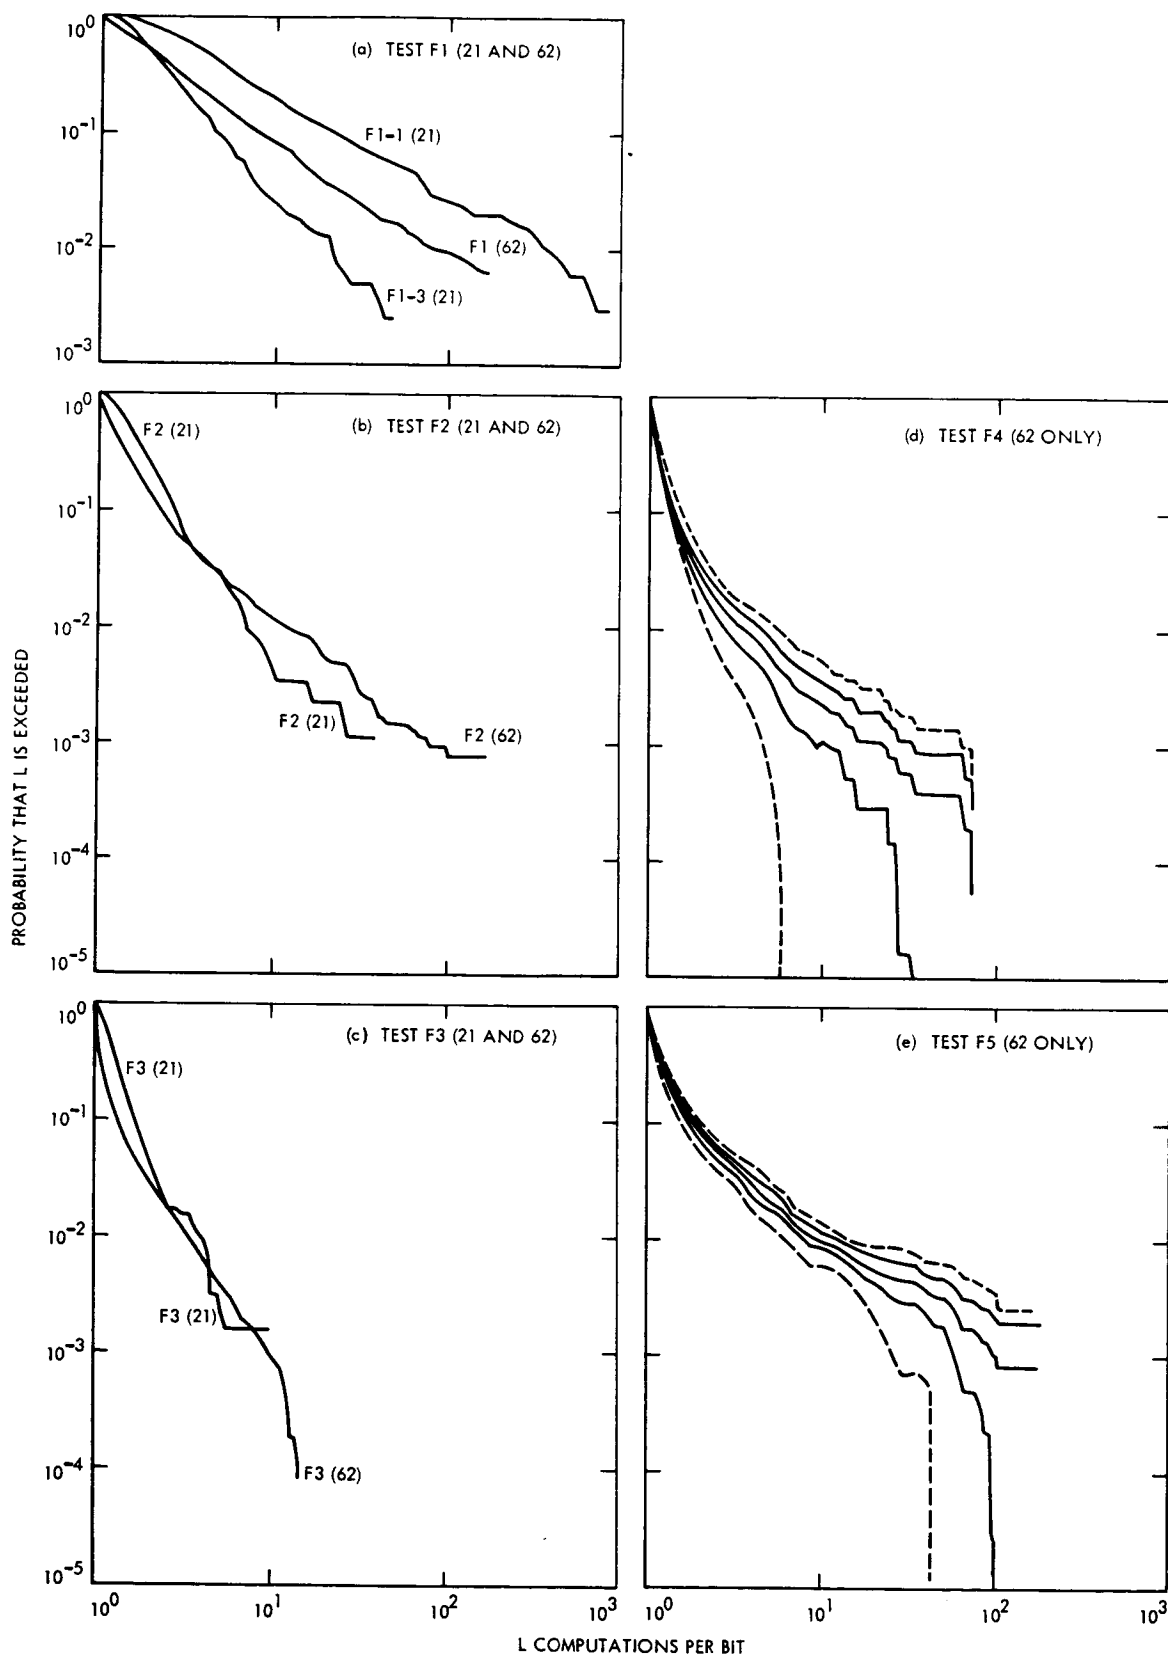 (a) TEST F1 (21 AND 62)
10^0
10^-1
10^-2
10^-3
F1-1 (21)
F1 (62)
F1-3 (21)
(b) TEST F2 (21 AND 62)
10^0
10^-1
10^-2
10^-3
10^-4
10^-5
F2 (21)
F2 (21)
F2 (62)
(d) TEST F4 (62 ONLY)
PROBABILITY THAT L IS EXCEEDED
(c) TEST F3 (21 AND 62)
10^0
10^-1
10^-2
10^-3
10^-4
10^-5
F3 (21)
F3 (21)
F3 (62)
10^0 10^1 10^2 10^3
(e) TEST F5 (62 ONLY)
10^0 10^1 10^2 10^3
L COMPUTATIONS PER BIT